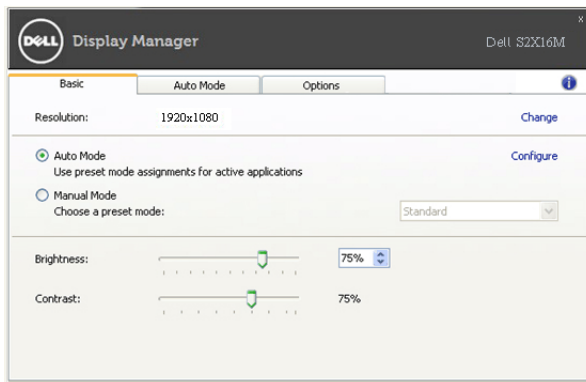 DELL Display Manager
Dell S2X16M
Basic Auto Mode Options
Resolution: 1920x1080 Change
Auto Mode Configure
Use preset mode assignments for active applications
Manual Mode
Choose a preset mode: Standard
Brightness: 75%
Contrast: 75%